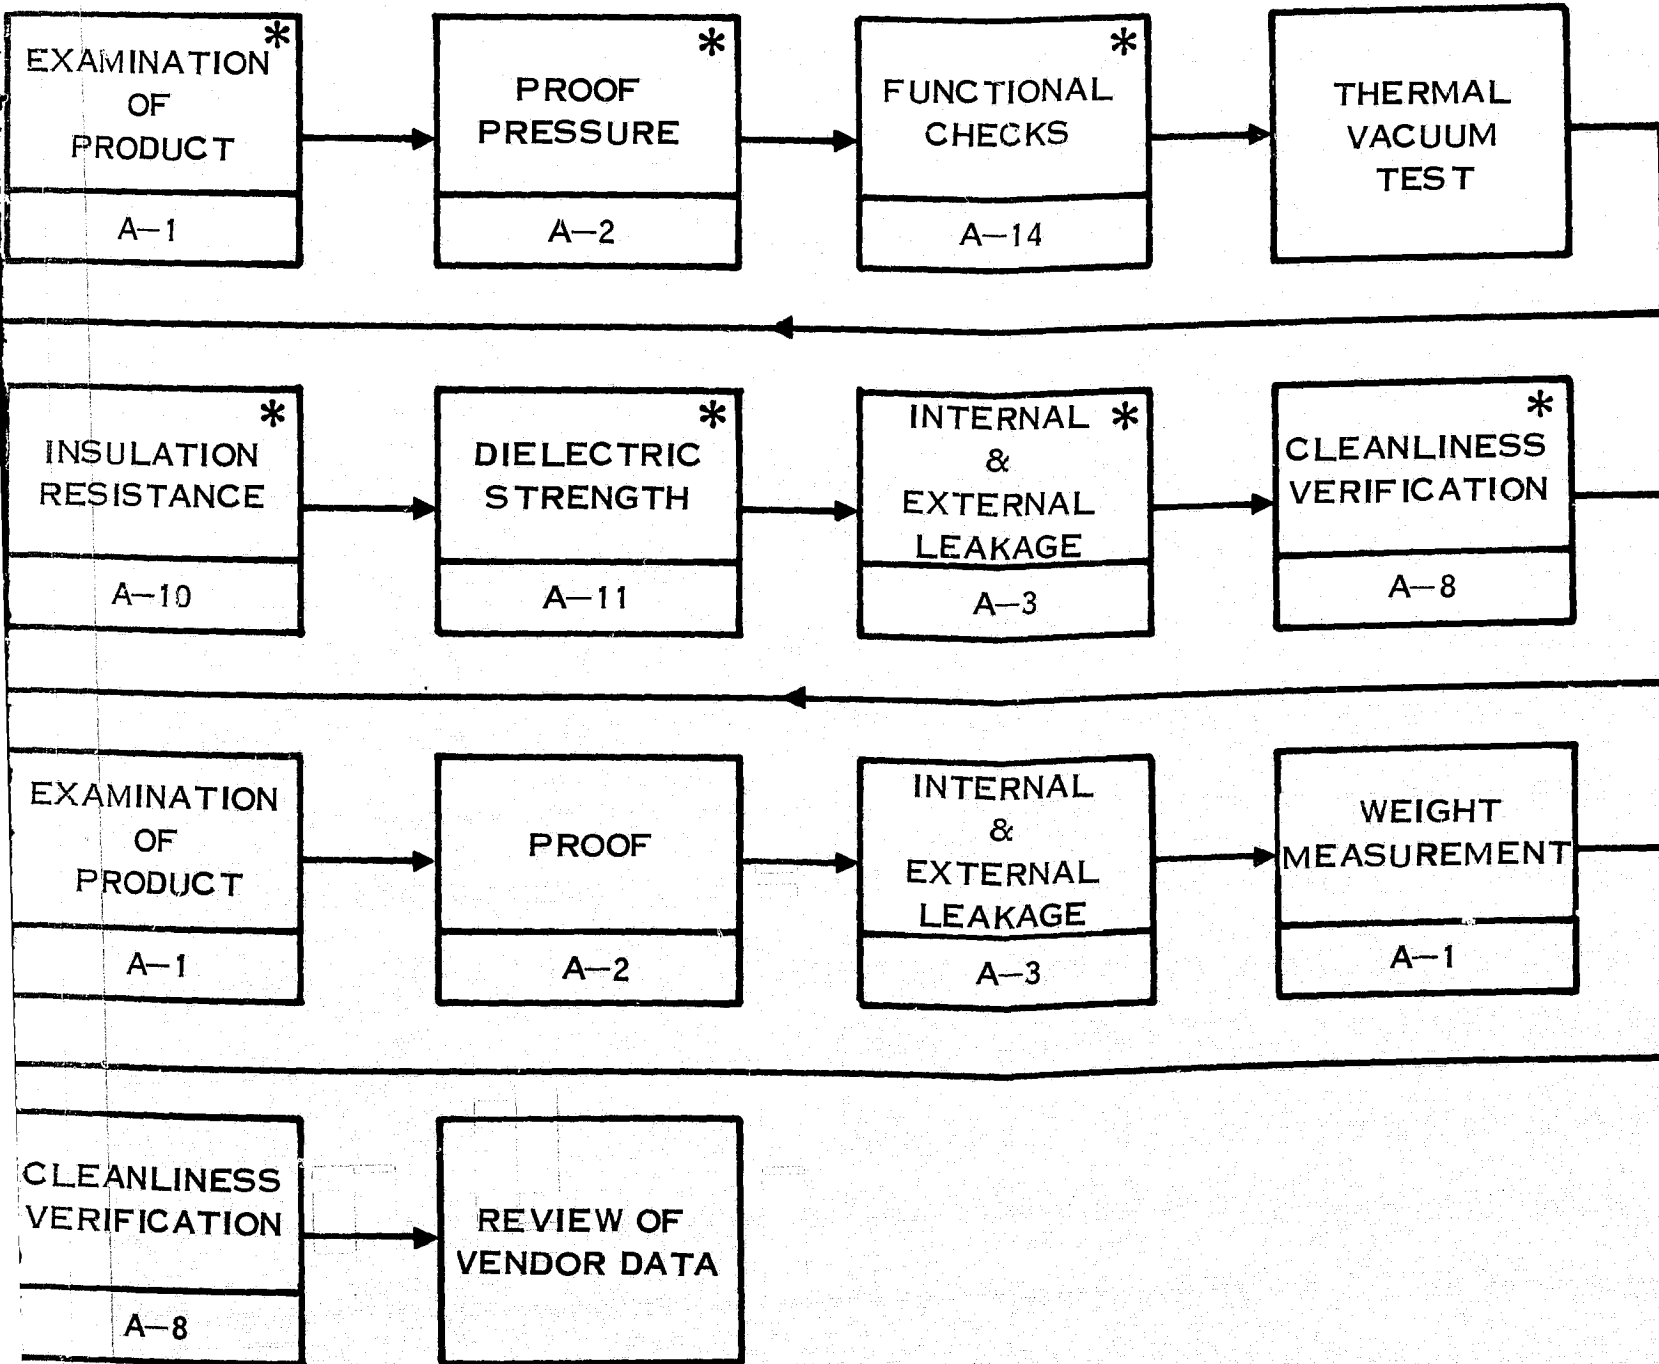 *
EXAMINATION
OF
PRODUCT
A-1
*
PROOF
PRESSURE
A-2
*
FUNCTIONAL
CHECKS
A-14
THERMAL
VACUUM
TEST
*
INSULATION
RESISTANCE
A-10
*
DIELECTRIC
STRENGTH
A-11
INTERNAL *
&
EXTERNAL
LEAKAGE
A-3
*
CLEANLINESS
VERIFICATION
A-8
EXAMINATION
OF
PRODUCT
A-1
PROOF
A-2
INTERNAL
&
EXTERNAL
LEAKAGE
A-3
WEIGHT
MEASUREMENT
A-1
CLEANLINESS
VERIFICATION
A-8
REVIEW OF
VENDOR DATA